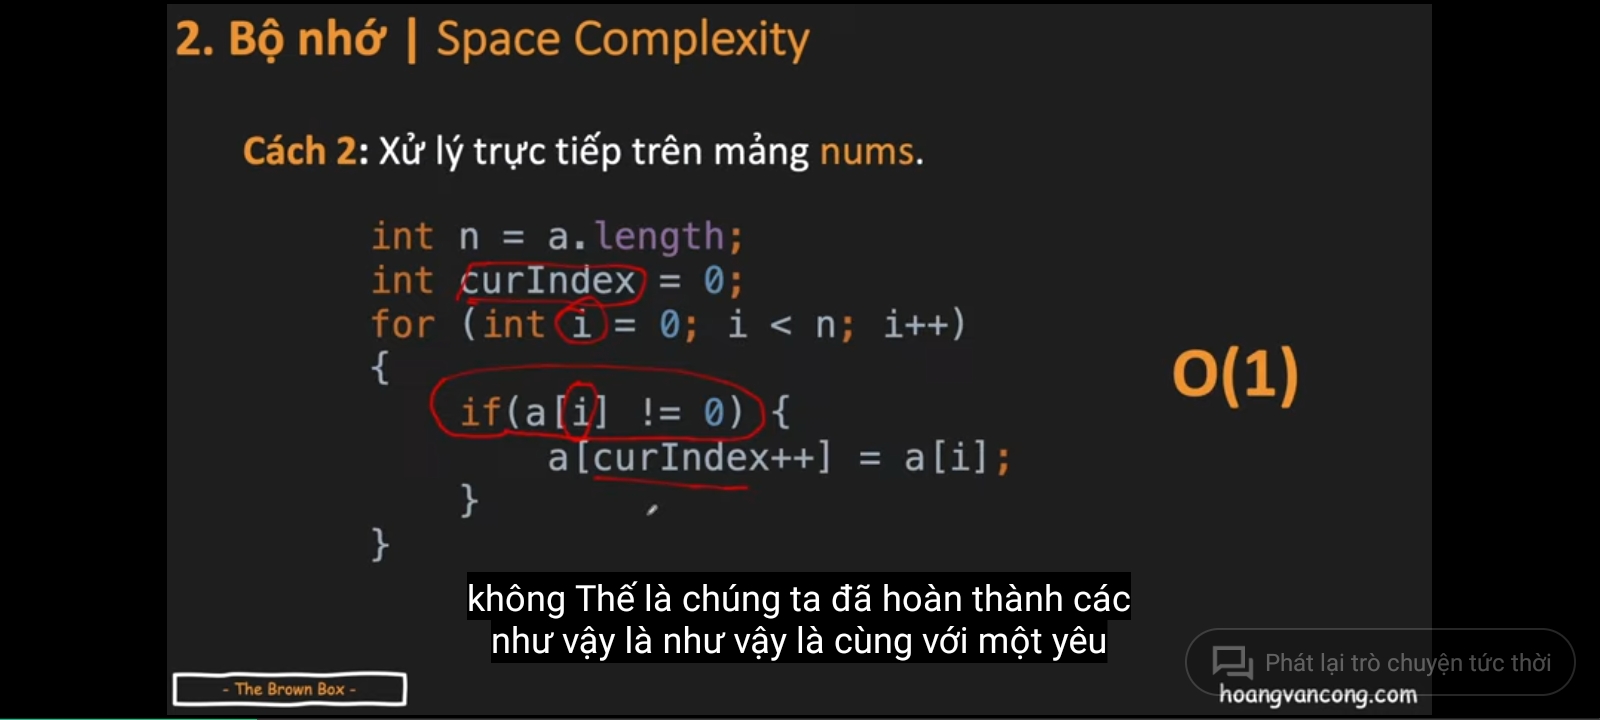 2. Bộ nhớ | Space Complexity
Cách 2: Xử lý trực tiếp trên mảng nums.
int n = a.length;
int curIndex = 0;
for (int i = 0; i < n; i++)
{
if(a[i] != 0) {
a[curIndex++] = a[i];
}
}
O(1)
không Thế là chúng ta đã hoàn thành các
như vậy là như vậy là cùng với một yêu
Phát lại trò chuyện tức thời
- The Brown Box -
hoangvancong.com